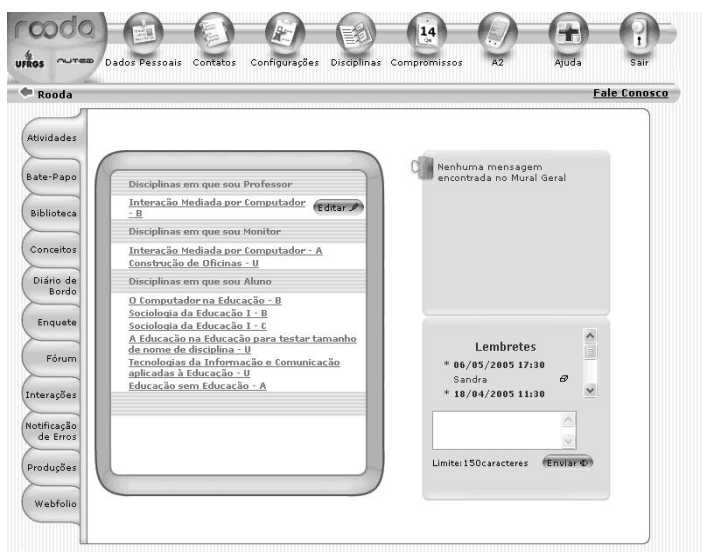 rooda
UFRGS nuted
Dados Pessoais Contatos Configurações Disciplinas Compromissos A2 Ajuda Sair
14
Rooda
Fale Conosco
Atividades
Bate-Papo
Biblioteca
Conceitos
Diário de
Bordo
Enquete
Fórum
Interações
Notificação
de Erros
Produções
Webfolio
Disciplinas em que sou Professor
Interação Mediada por Computador
- B
Editar
Disciplinas em que sou Monitor
Interação Mediada por Computador - A
Construção de Oficinas - U
Disciplinas em que sou Aluno
O Computador na Educação - B
Sociologia da Educação I - B
Sociologia da Educação I - C
A Educação na Educação para testar tamanho
de nome de disciplina - U
Tecnologias da Informação e Comunicação
aplicadas à Educação - U
Educação sem Educação - A
Nenhuma mensagem
encontrada no Mural Geral
Lembretes
* 06/05/2005 17:30
Sandra
* 18/04/2005 11:30
Limite:150caracteres
Enviar